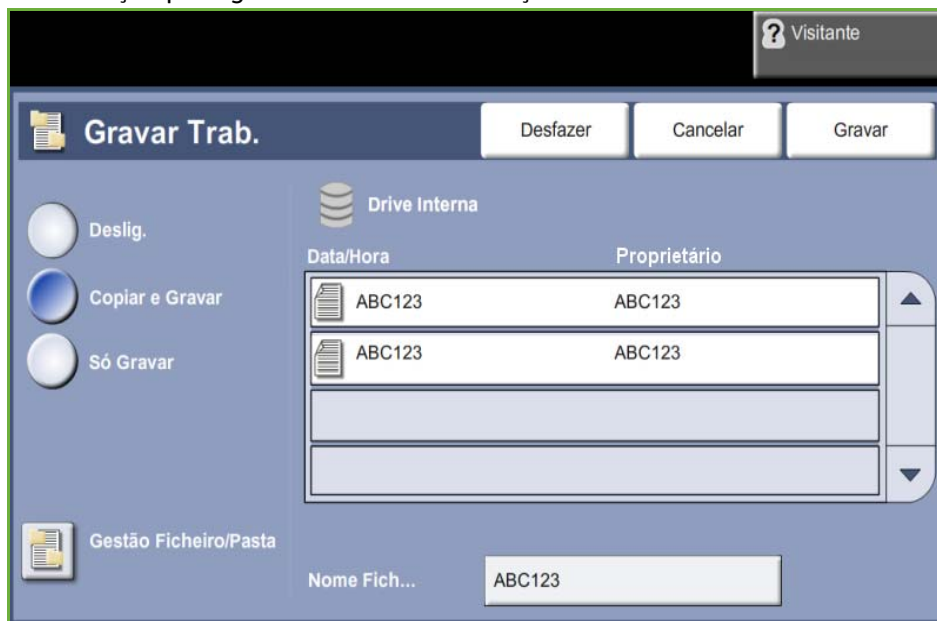 Visitante
Gravar Trab.
Desfazer
Cancelar
Gravar
Deslig.
Copiar e Gravar
Só Gravar
Gestão Ficheiro/Pasta
Drive Interna
Data/Hora Proprietário
ABC123 ABC123
ABC123 ABC123
Nome Fich... ABC123